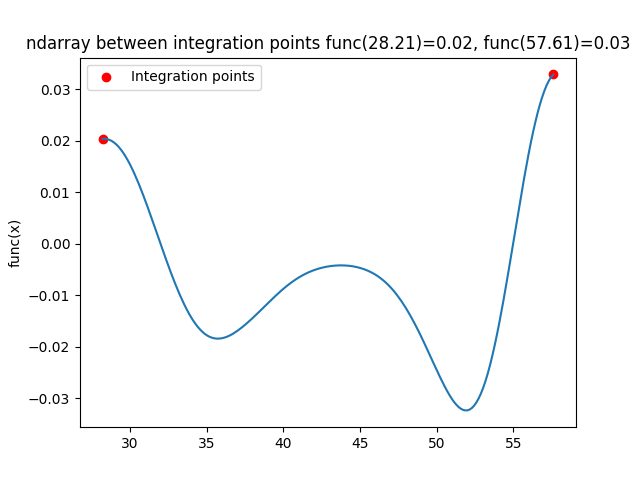 ndarray between integration points func(28.21)=0.02, func(57.61)=0.03
Integration points
func(x)
0.03
0.02
0.01
0.00
−0.01
−0.02
−0.03
30 35 40 45 50 55